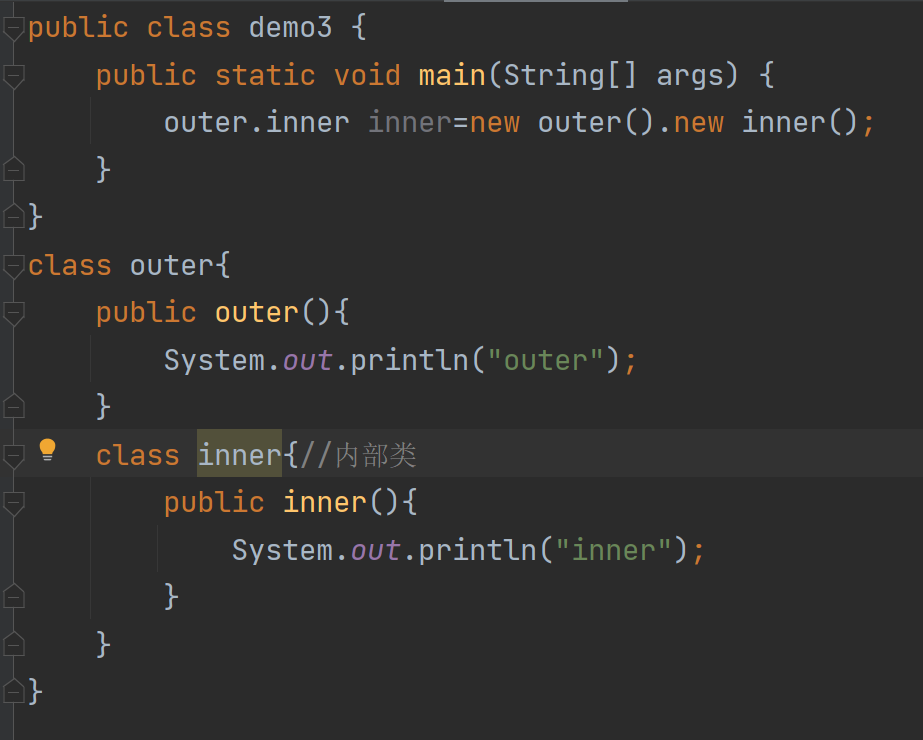 public class demo3 {
    public static void main(String[] args) {
        outer.inner inner=new outer().new inner();
    }
}
class outer{
    public outer(){
        System.out.println("outer");
    }
    class inner{//内部类
        public inner(){
            System.out.println("inner");
        }
    }
}